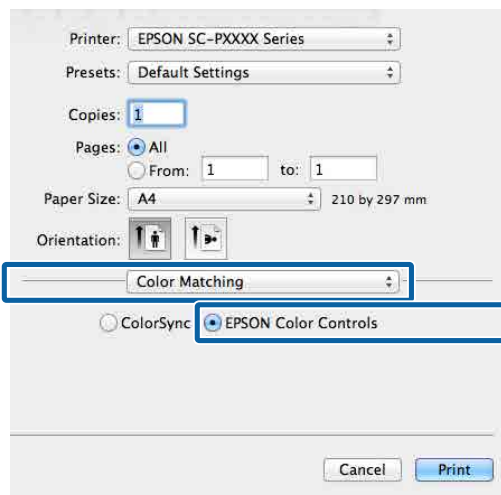 Printer: EPSON SC-PXXXX Series
Presets: Default Settings
Copies: 1
Pages: All
From: 1 to: 1
Paper Size: A4 210 by 297 mm
Orientation:
Color Matching
ColorSync EPSON Color Controls
Cancel Print